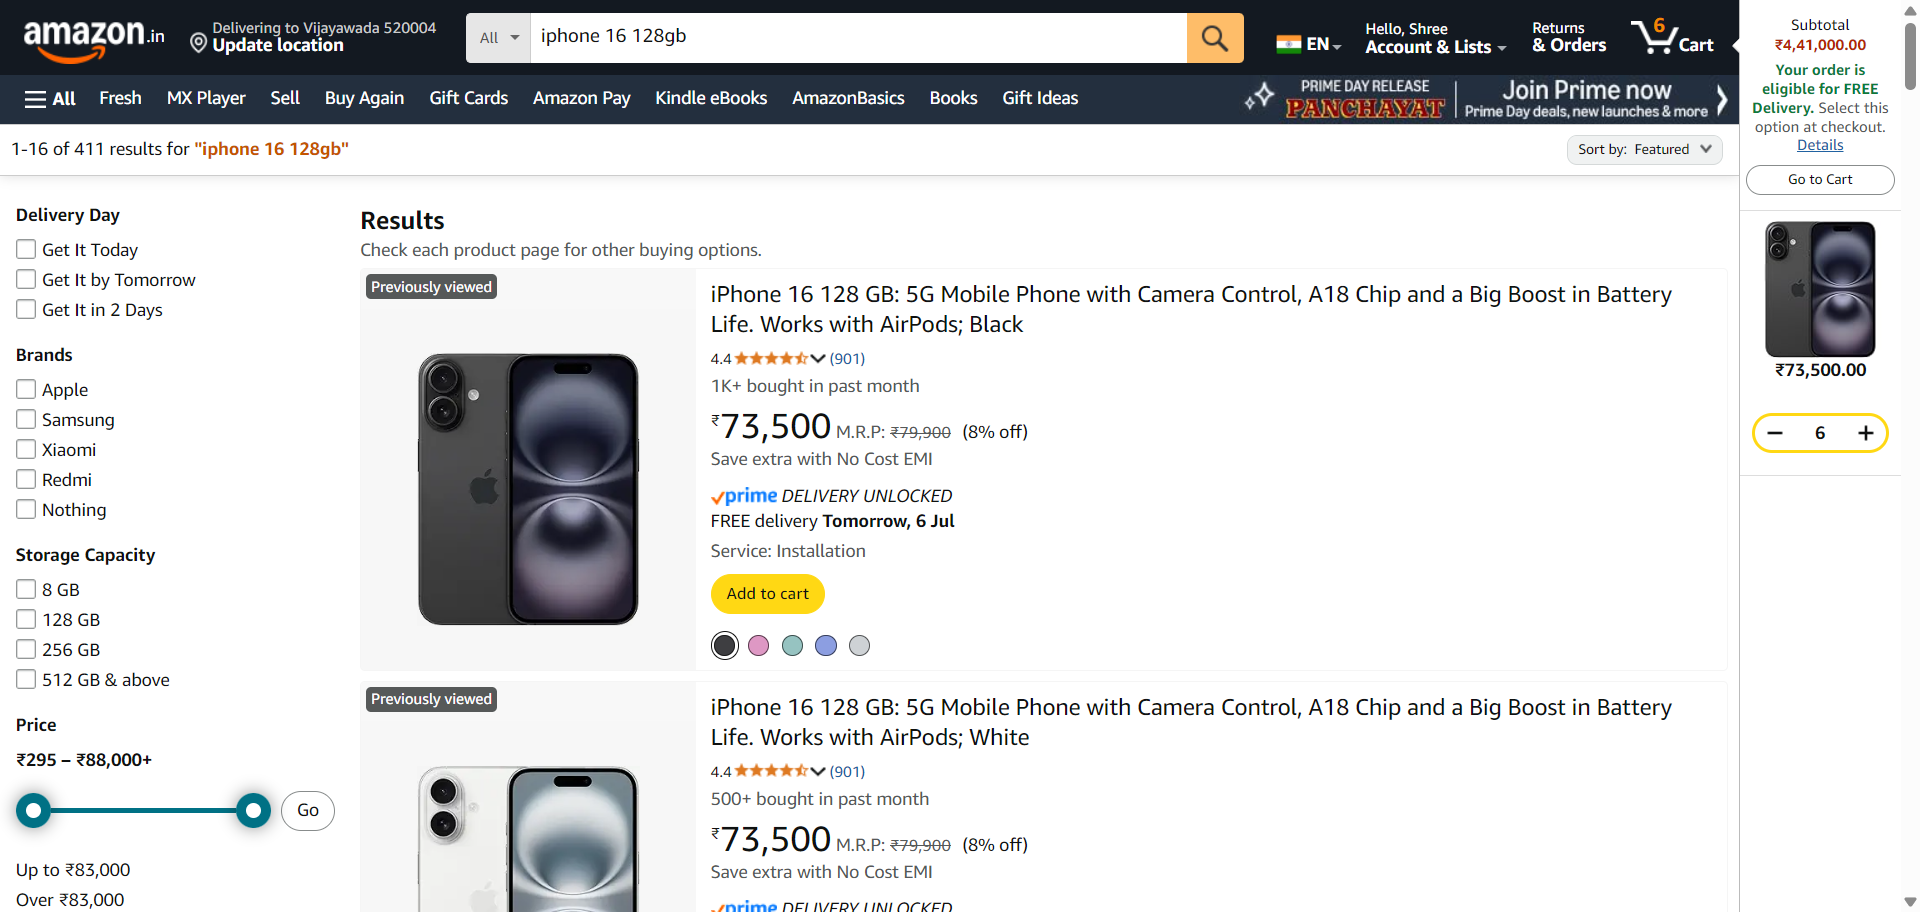 amazon.in
Delivering to Vijayawada 520004
Update location
All
iphone 16 128gb
EN
Hello, Shree
Account & Lists
Returns
& Orders
6
Cart
All
Fresh
MX Player
Sell
Buy Again
Gift Cards
Amazon Pay
Kindle eBooks
AmazonBasics
Books
Gift Ideas
PRIME DAY RELEASE
PANCHAYAT
Join Prime now
Prime Day deals, new launches & more
1-16 of 411 results for "iphone 16 128gb"
Sort by: Featured
Delivery Day
Get It Today
Get It by Tomorrow
Get It in 2 Days
Brands
Apple
Samsung
Xiaomi
Redmi
Nothing
Storage Capacity
8 GB
128 GB
256 GB
512 GB & above
Price
₹295 – ₹88,000+
Go
Up to ₹83,000
Over ₹83,000
Results
Check each product page for other buying options.
Previously viewed
iPhone 16 128 GB: 5G Mobile Phone with Camera Control, A18 Chip and a Big Boost in Battery
Life. Works with AirPods; Black
4.4 (901)
1K+ bought in past month
₹73,500 M.R.P: ₹79,900 (8% off)
Save extra with No Cost EMI
prime DELIVERY UNLOCKED
FREE delivery Tomorrow, 6 Jul
Service: Installation
Add to cart
Previously viewed
iPhone 16 128 GB: 5G Mobile Phone with Camera Control, A18 Chip and a Big Boost in Battery
Life. Works with AirPods; White
4.4 (901)
500+ bought in past month
₹73,500 M.R.P: ₹79,900 (8% off)
Save extra with No Cost EMI
prime DELIVERY UNLOCKED
Subtotal
₹4,41,000.00
Your order is
eligible for FREE
Delivery. Select this
option at checkout.
Details
Go to Cart
₹73,500.00
6